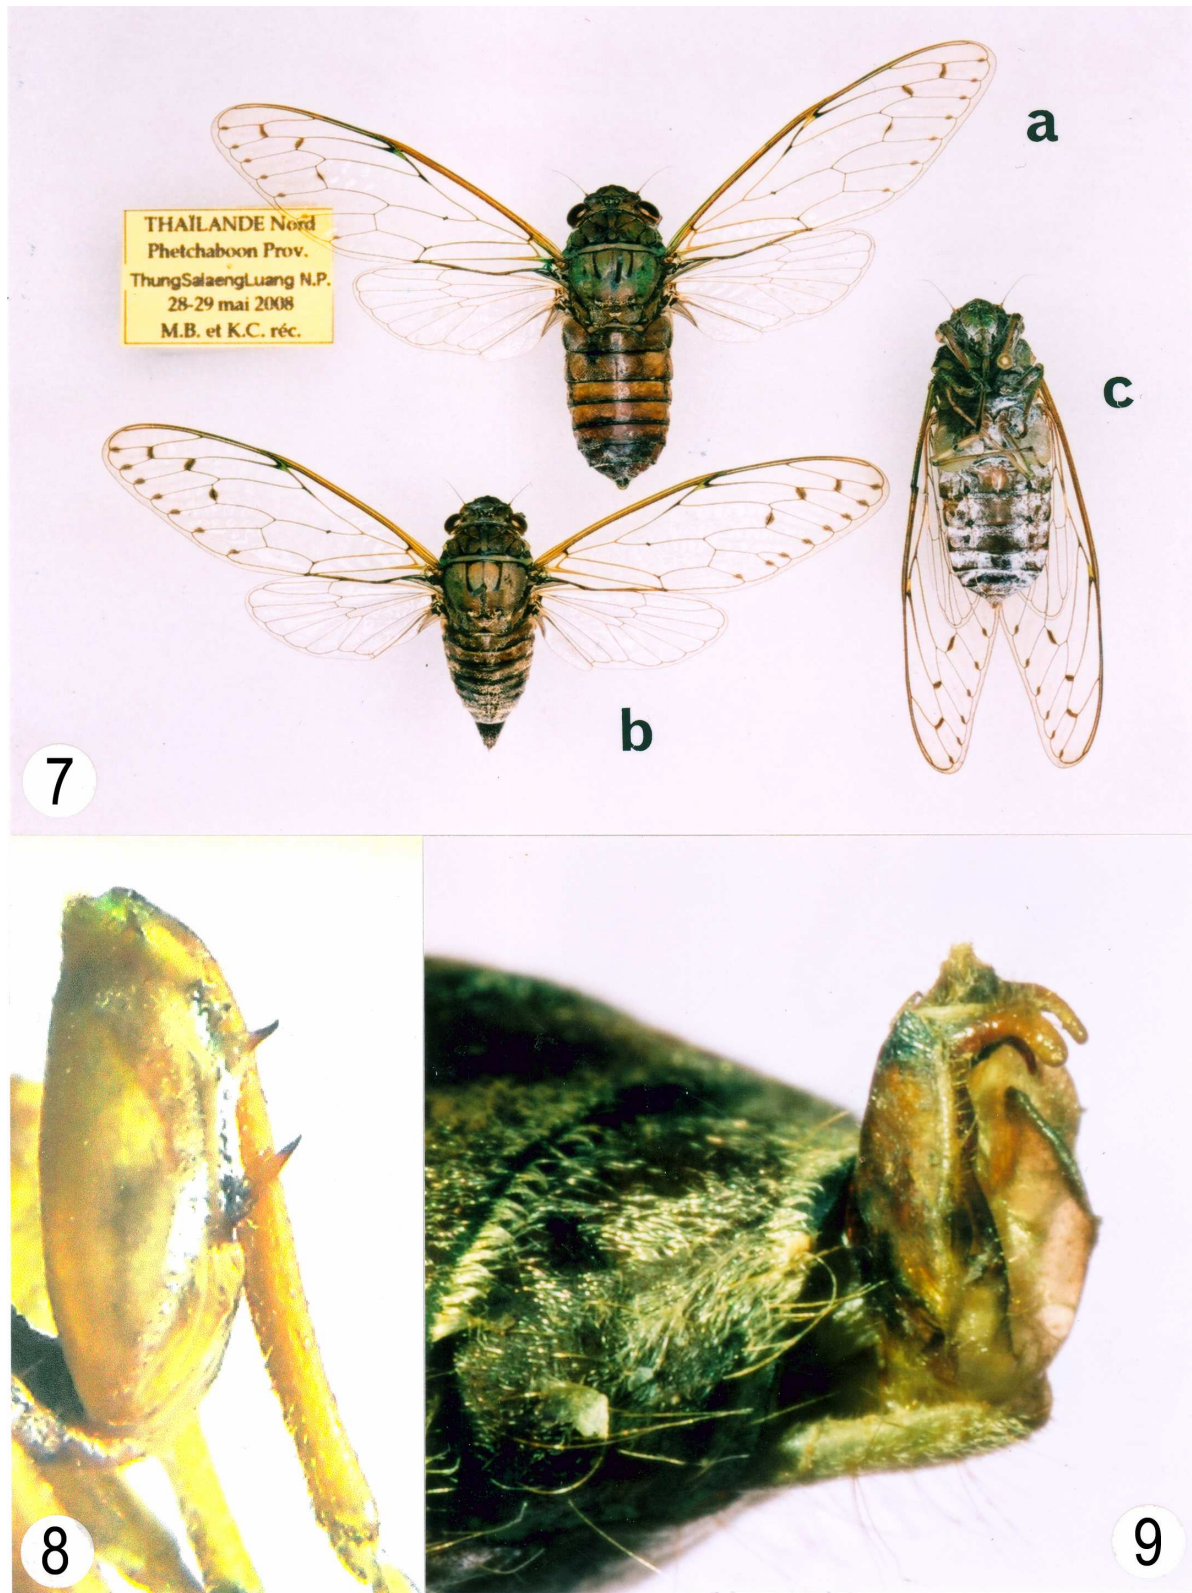 a
THAÏLANDE Nord
Phetchaboon Prov.
ThungSalaengLuang N.P.
28-29 mai 2008
M.B. et K.C. réc.
c
b
7
8
9